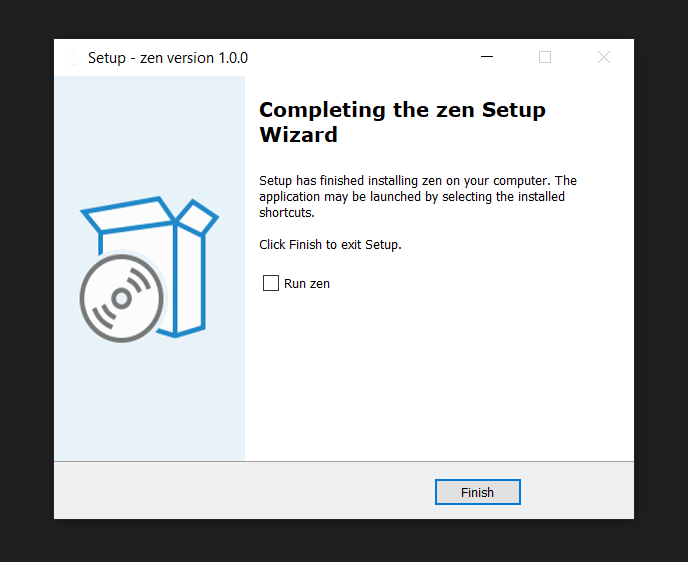 Setup - zen version 1.0.0
Completing the zen Setup
Wizard
Setup has finished installing zen on your computer. The
application may be launched by selecting the installed
shortcuts.
Click Finish to exit Setup.
Run zen
Finish